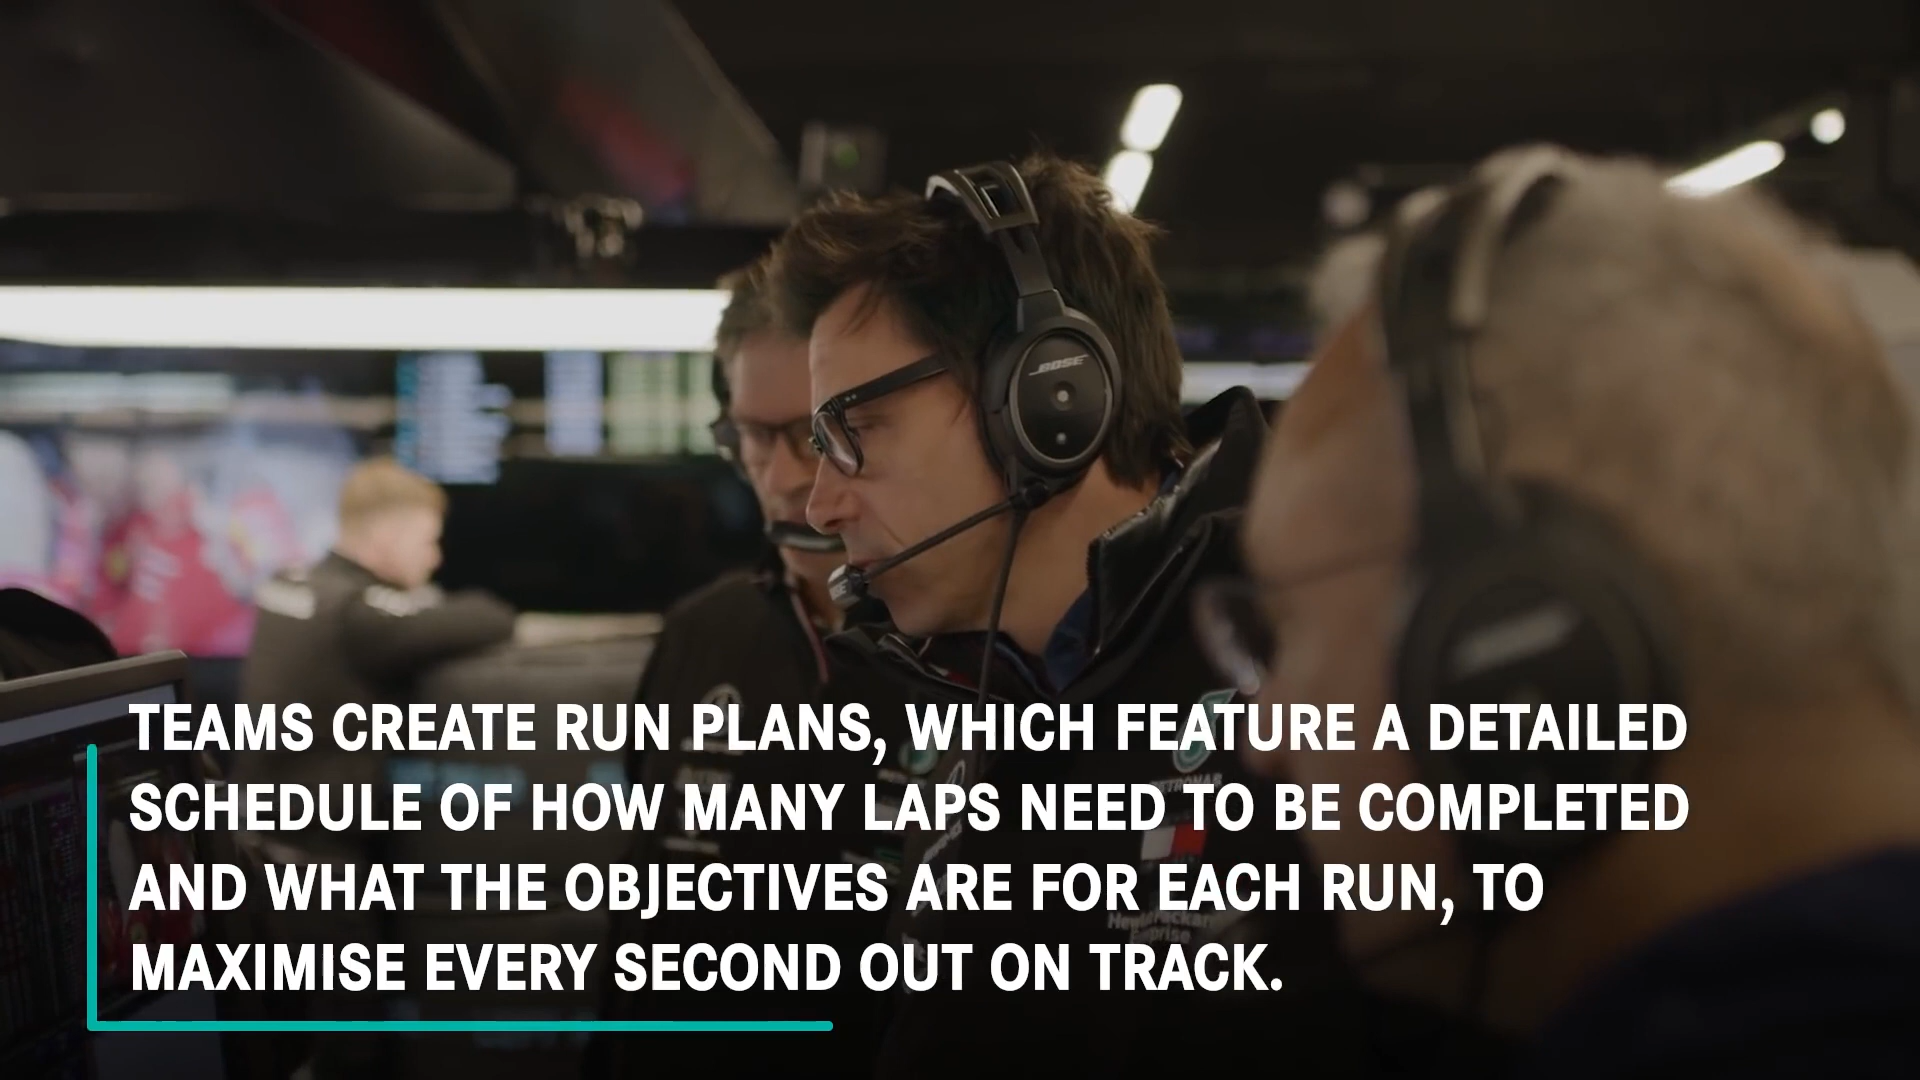 BOSE
TEAMS CREATE RUN PLANS, WHICH FEATURE A DETAILED
SCHEDULE OF HOW MANY LAPS NEED TO BE COMPLETED
AND WHAT THE OBJECTIVES ARE FOR EACH RUN, TO
MAXIMISE EVERY SECOND OUT ON TRACK.